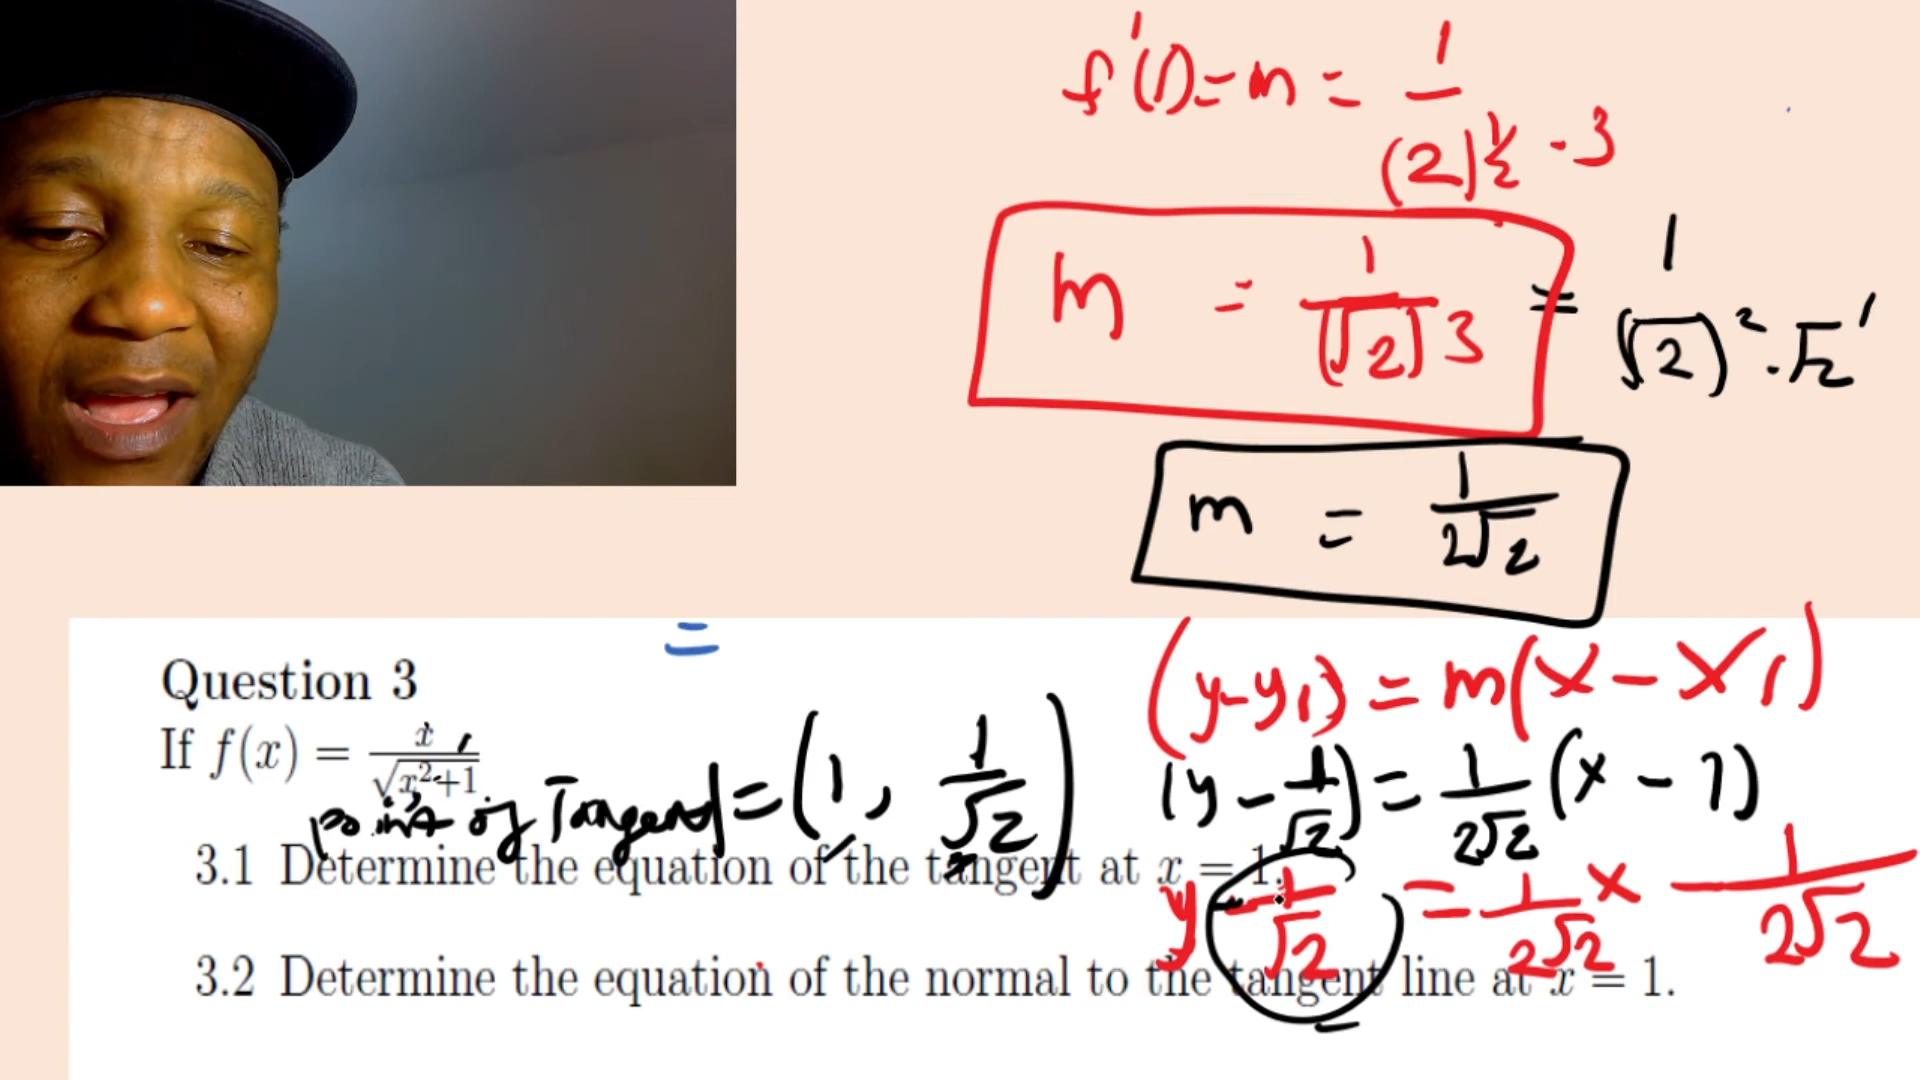 f'(1) = m = 1/(2)^½·3
m = 1/(√2)3 = 1/(√2)²·√2¹
m = 1/2√2
=
(y-y₁) = m(x-x₁)
Question 3
If f(x) = x/√x²+1.
point of Tangent = (1, 1/√2)
(y - 1/√2) = 1/2√2 (x - 1)
3.1 Determine the equation of the tangent at x = 1.
y - 1/√2 = 1/2√2 x - 1/2√2
3.2 Determine the equation of the normal to the tangent line at x = 1.